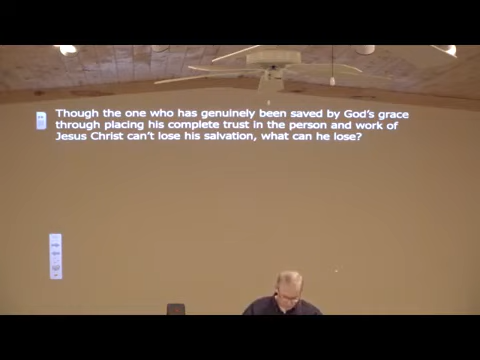 Though the one who has genuinely been saved by God's grace
through placing his complete trust in the person and work of
Jesus Christ can't lose his salvation, what can he lose?